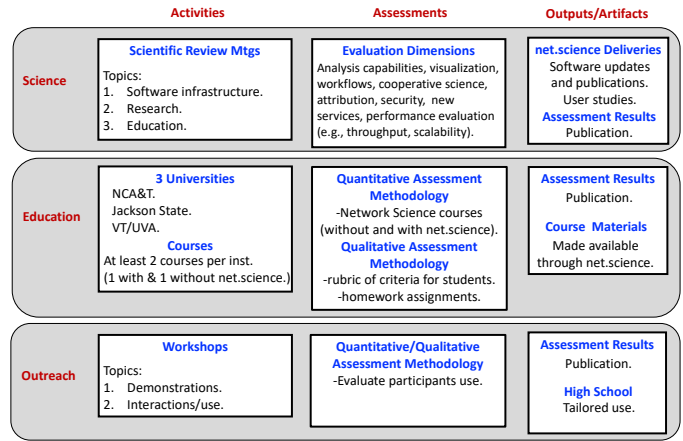 Activities
Assessments
Outputs/Artifacts
Science
Scientific Review Mtgs
Topics:
1. Software infrastructure.
2. Research.
3. Education.
Evaluation Dimensions
Analysis capabilities, visualization,
workflows, cooperative science,
attribution, security, new
services, performance evaluation
(e.g., throughput, scalability).
net.science Deliveries
Software updates
and publications.
User studies.
Assessment Results
Publication.
Education
3 Universities
NCA&T.
Jackson State.
VT/UVA.
Courses
At least 2 courses per inst.
(1 with & 1 without net.science.)
Quantitative Assessment
Methodology
-Network Science courses
(without and with net.science).
Qualitative Assessment
Methodology
-rubric of criteria for students.
-homework assignments.
Assessment Results
Publication.
Course Materials
Made available
through net.science.
Outreach
Workshops
Topics:
1. Demonstrations.
2. Interactions/use.
Quantitative/Qualitative
Assessment Methodology
-Evaluate participants use.
Assessment Results
Publication.
High School
Tailored use.